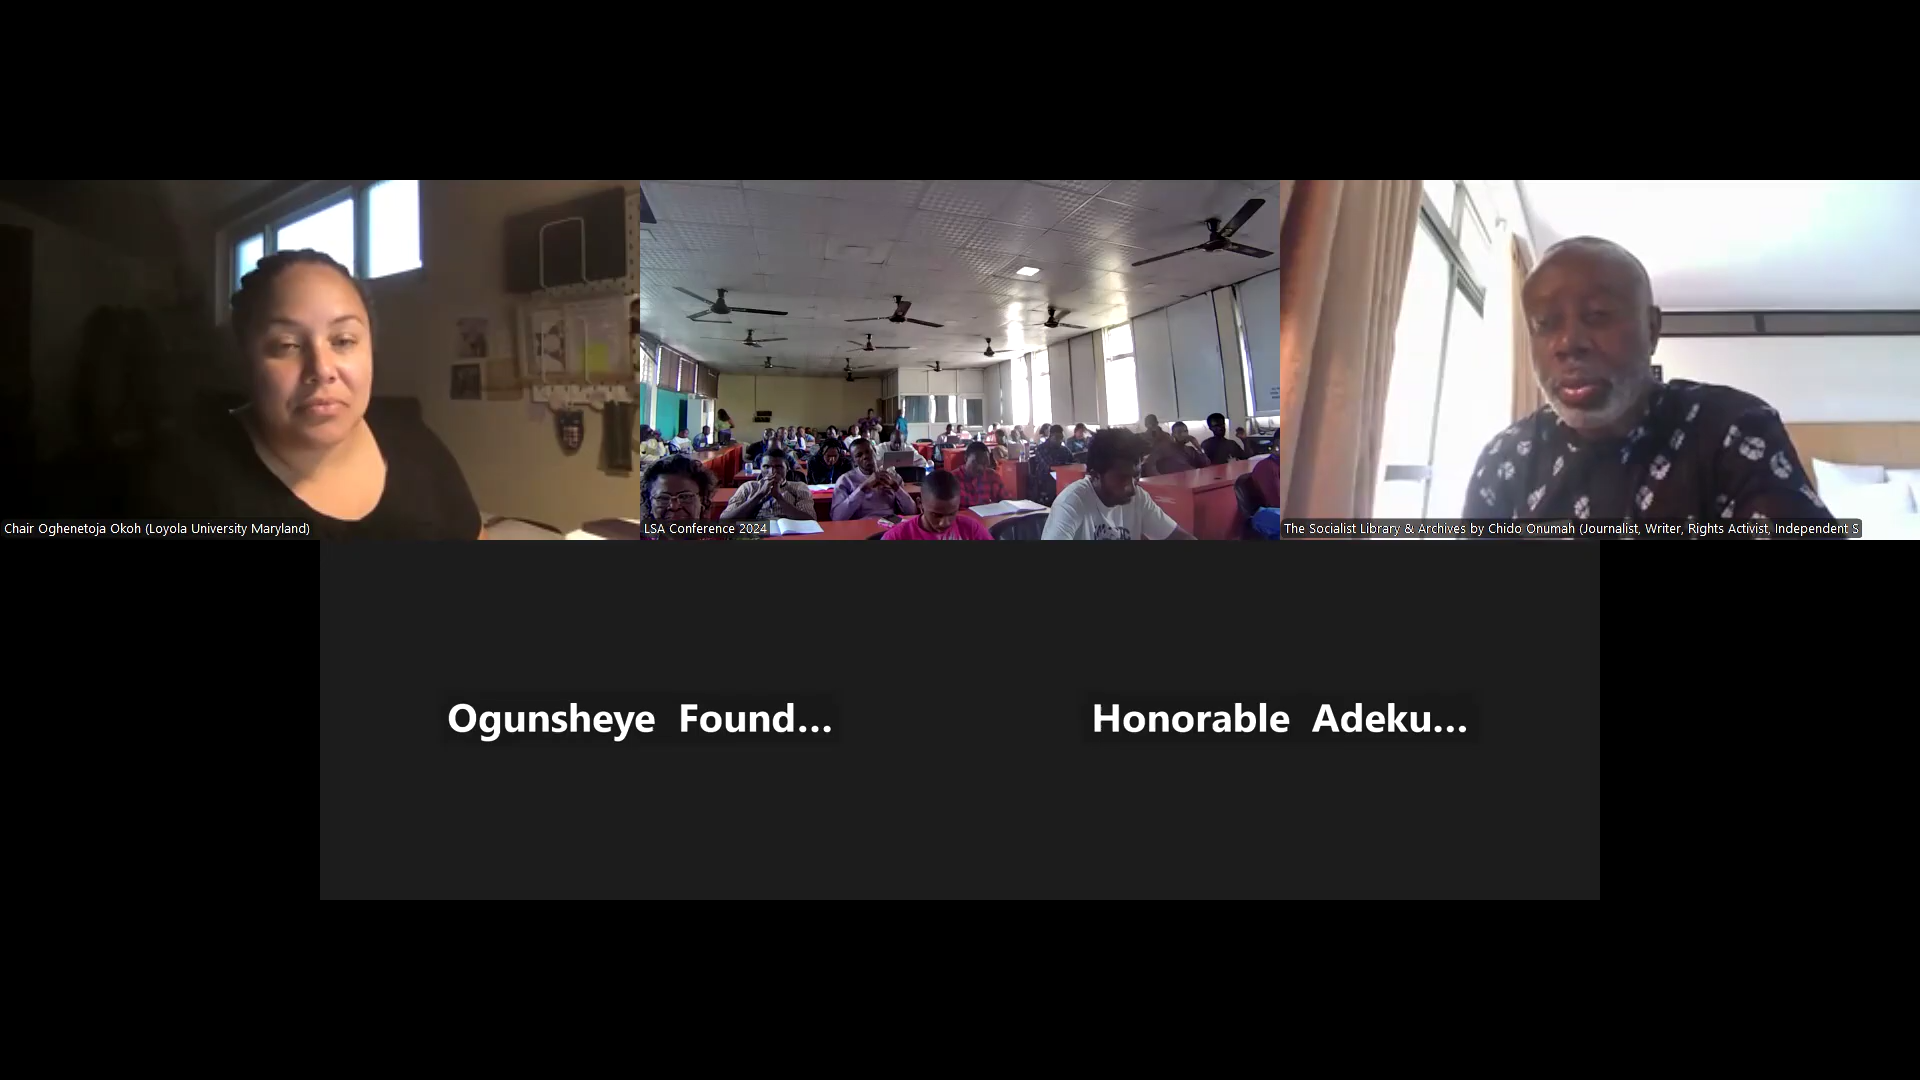 Chair Oghenetoja Okoh (Loyola University Maryland)
LSA Conference 2024
The Socialist Library & Archives by Chido Onumah (Journalist, Writer, Rights Activist, Independent S
Ogunsheye Found...
Honorable Adeku...